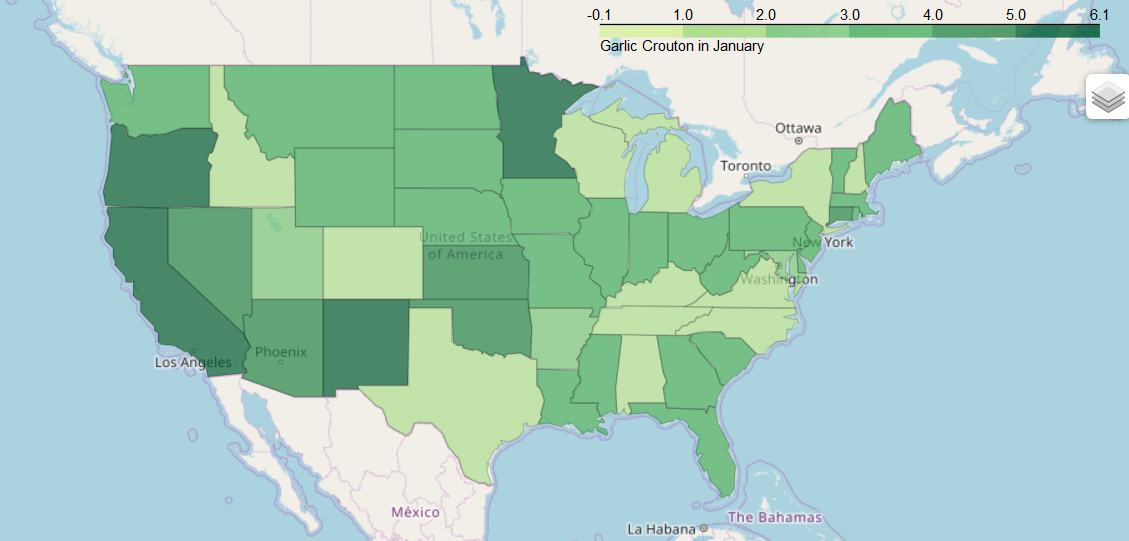 -0.1 1.0 2.0 3.0 4.0 5.0 6.1
Garlic Crouton in January
Ottawa
Toronto
United States
of America
New York
Washington
Phoenix
Los Angeles
México
The Bahamas
La Habana